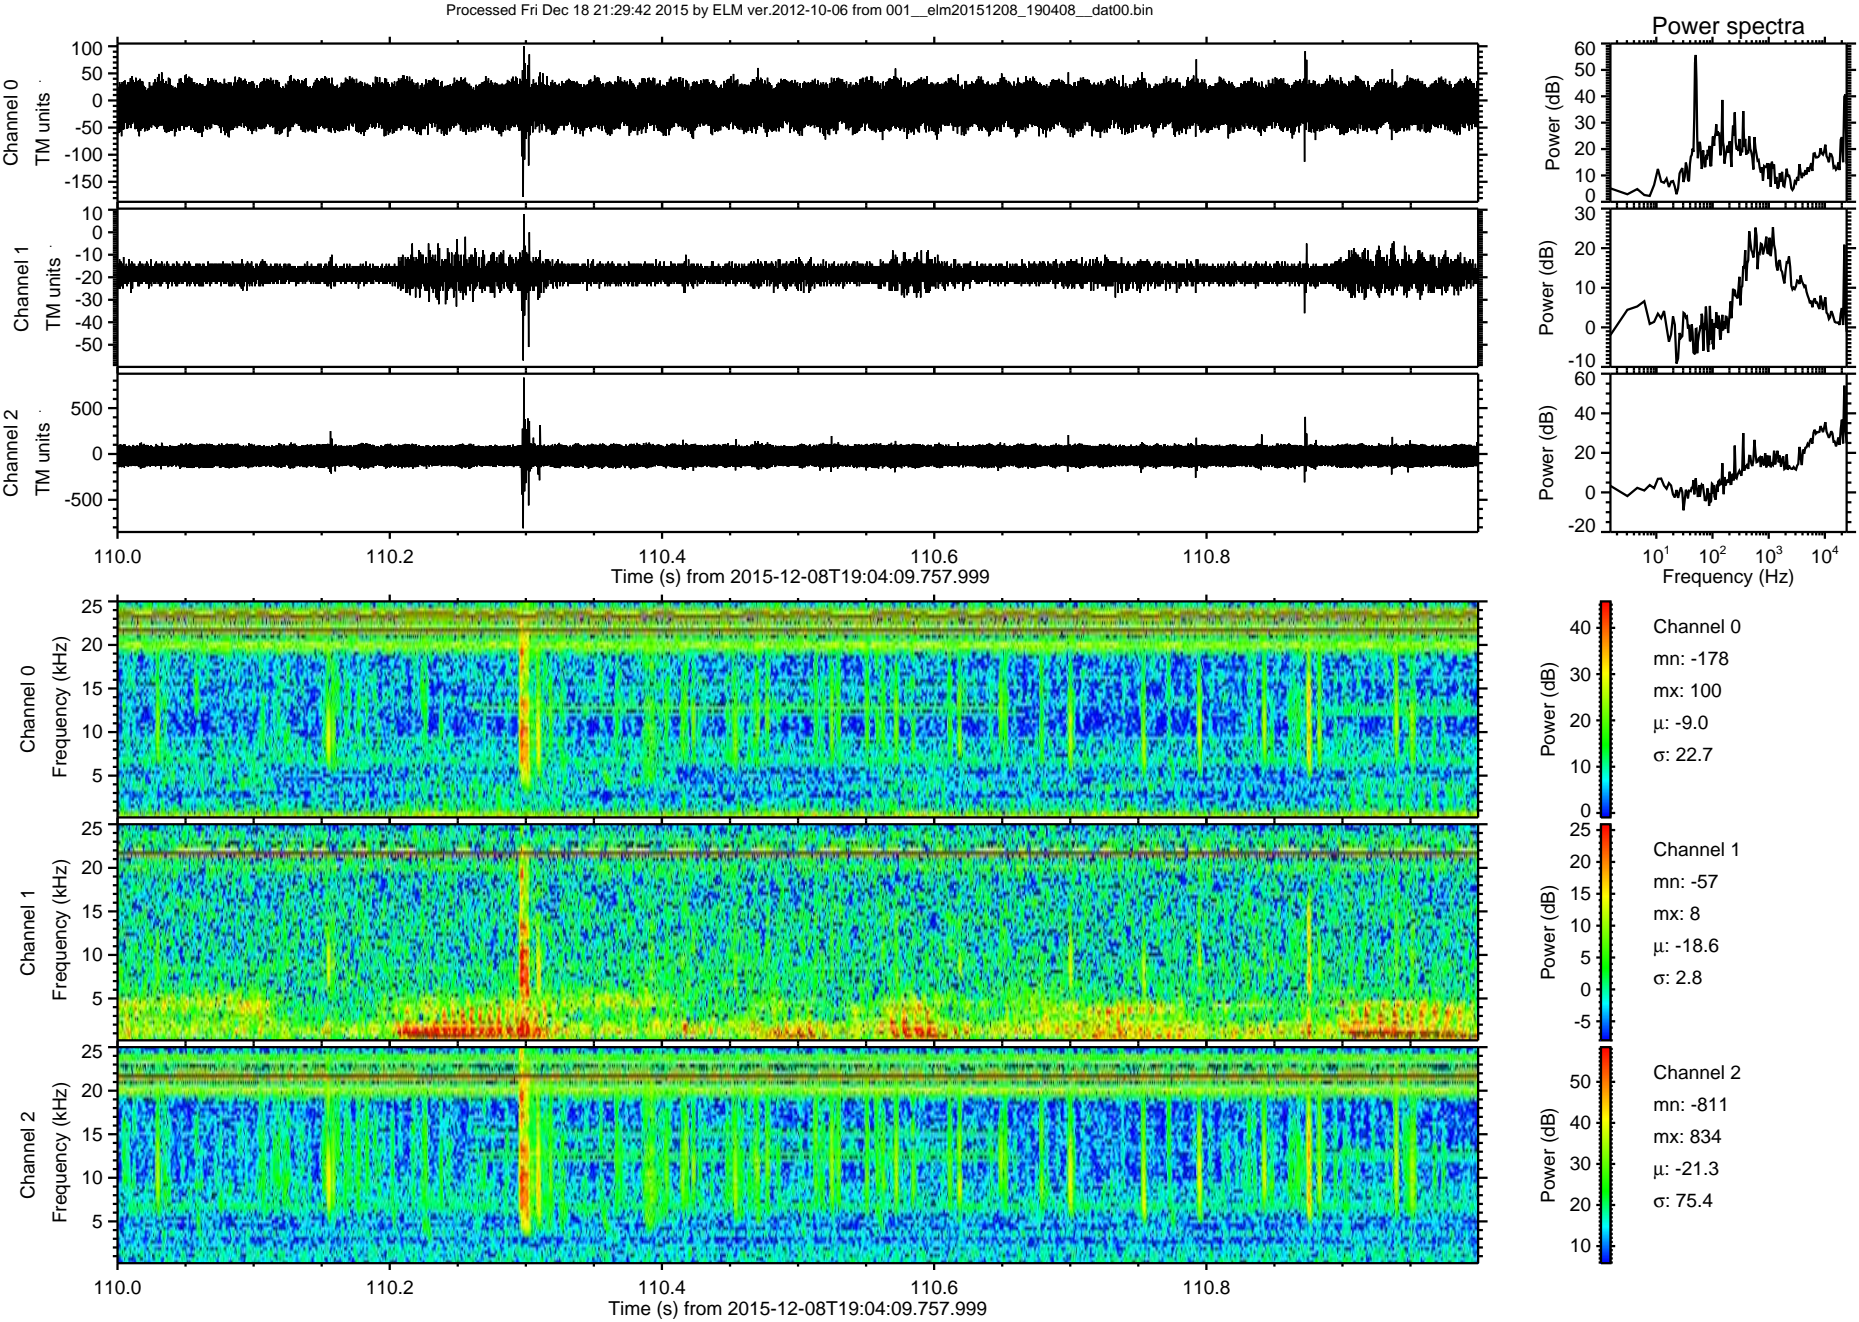 Processed Fri Dec 18 21:29:42 2015 by ELM ver.2012-10-06 from 001__elm20151208_190408__dat00.bin
Power spectra
Channel 0
TM units
100
50
0
-50
-100
-150
Power (dB)
60
50
40
30
20
10
0
Channel 1
TM units
10
0
-10
-20
-30
-40
-50
Power (dB)
30
20
10
0
-10
Channel 2
TM units
500
0
-500
Power (dB)
60
40
20
0
-20
110.0 110.2 110.4 110.6 110.8
Time (s) from 2015-12-08T19:04:09.757.999
10¹ 10² 10³ 10⁴
Frequency (Hz)
Channel 0
Frequency (kHz)
25
20
15
10
5
Power (dB)
40
30
20
10
0
Channel 0
mn: -178
mx: 100
μ: -9.0
σ: 22.7
Channel 1
Frequency (kHz)
25
20
15
10
5
Power (dB)
25
20
15
10
5
0
-5
Channel 1
mn: -57
mx: 8
μ: -18.6
σ: 2.8
Channel 2
Frequency (kHz)
25
20
15
10
5
Power (dB)
50
40
30
20
10
Channel 2
mn: -811
mx: 834
μ: -21.3
σ: 75.4
110.0 110.2 110.4 110.6 110.8
Time (s) from 2015-12-08T19:04:09.757.999